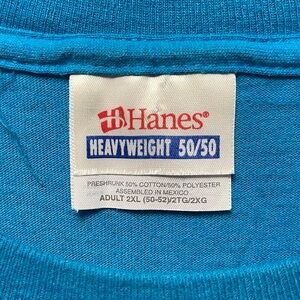 Hanes®
HEAVYWEIGHT 50/50
PRESHRUNK 50% COTTON/50% POLYESTER
ASSEMBLED IN MEXICO
ADULT 2XL (50-52)/2TG/2XG